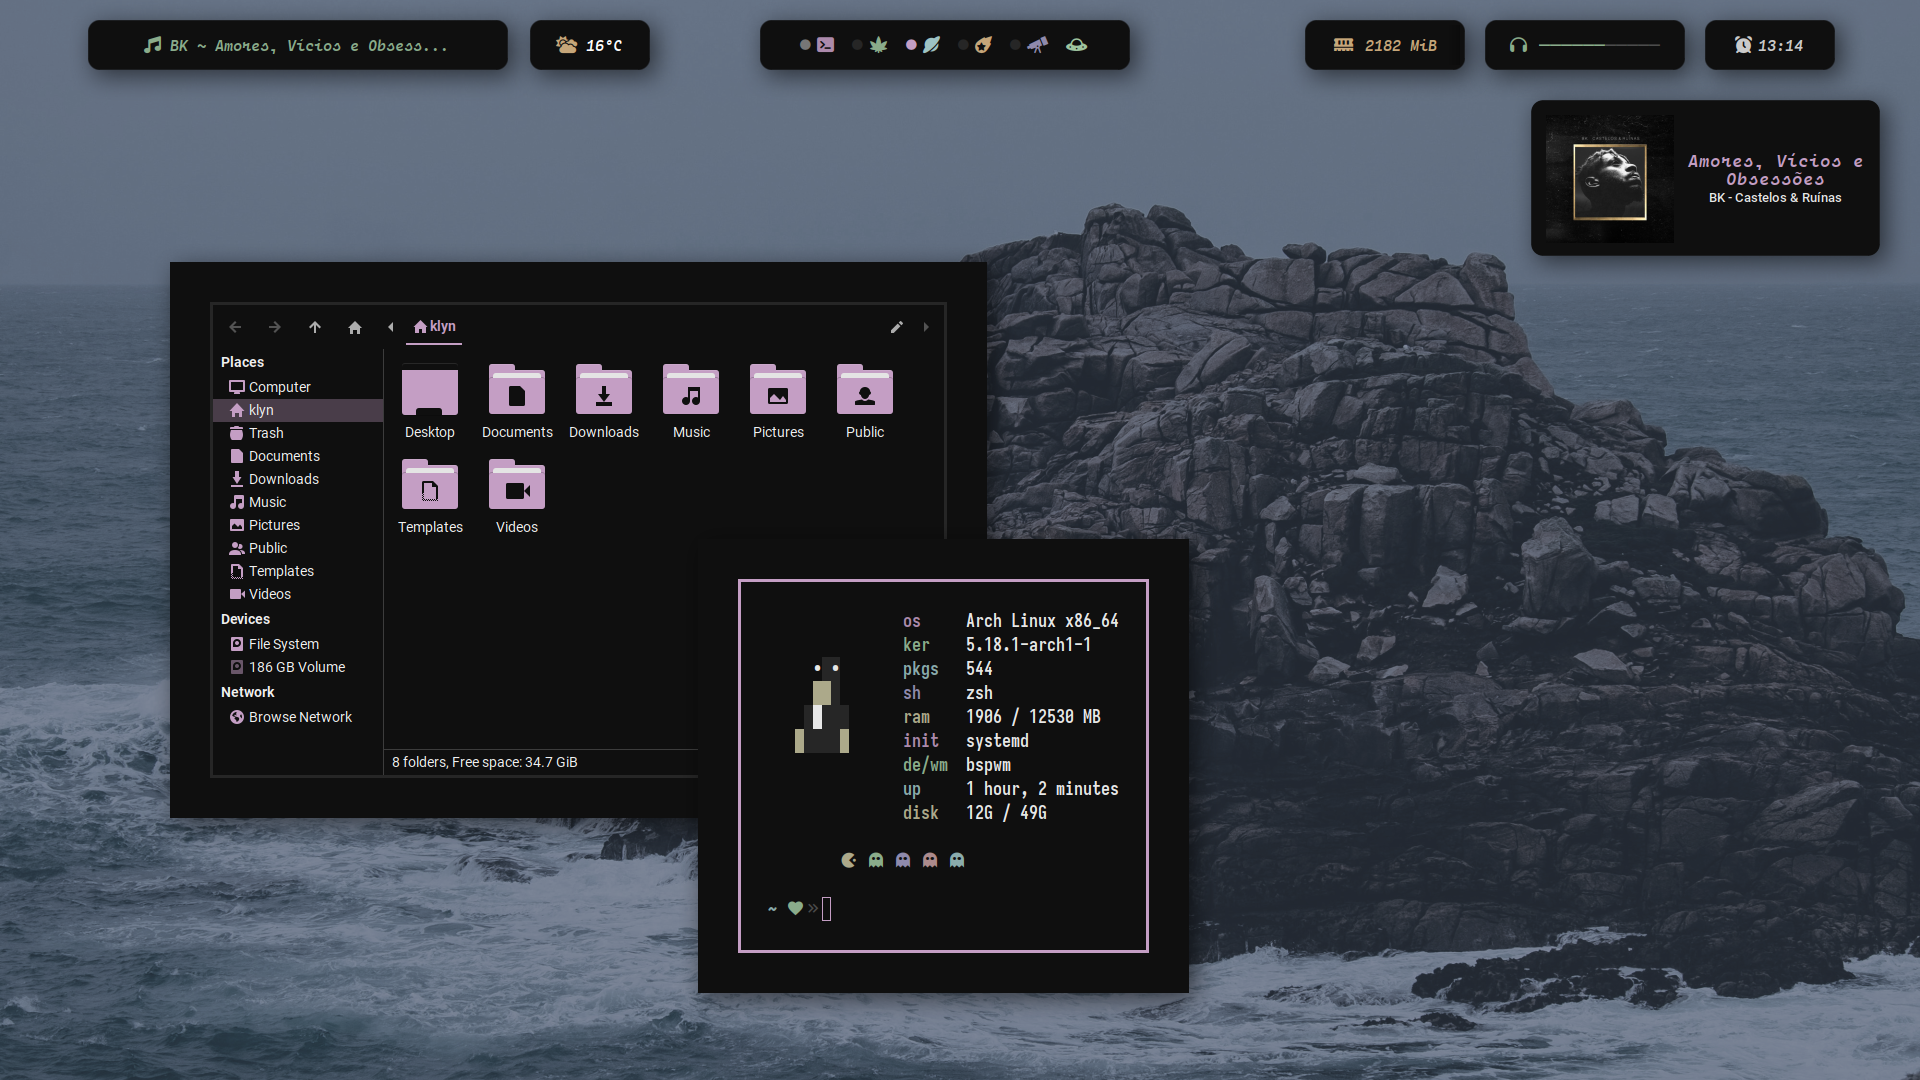 BK ~ Amores, Vícios e Obsess...
16°C
2182 MiB
13:14
BK - CASTELOS & RUÍNAS
Amores, Vícios e
Obsessões
BK - Castelos & Ruínas
klyn
Places
Computer
klyn
Trash
Documents
Downloads
Music
Pictures
Public
Templates
Videos
Devices
File System
186 GB Volume
Network
Browse Network
Desktop
Documents
Downloads
Music
Pictures
Public
Templates
Videos
8 folders, Free space: 34.7 GiB
os Arch Linux x86_64
ker 5.18.1-arch1-1
pkgs 544
sh zsh
ram 1906 / 12530 MB
init systemd
de/wm bspwm
up 1 hour, 2 minutes
disk 12G / 49G
~ ♥ »